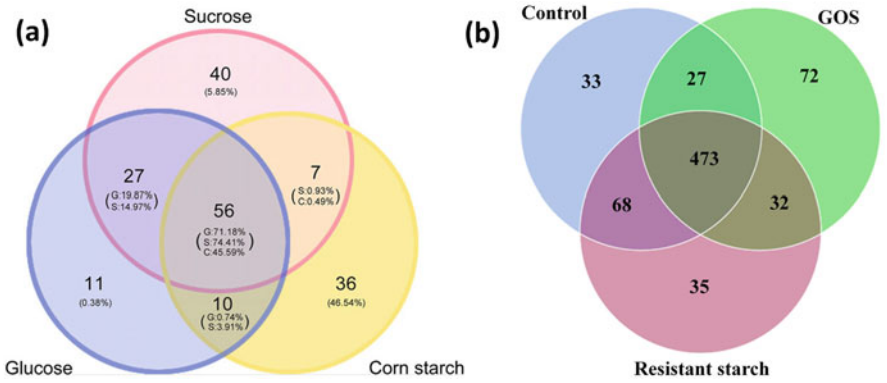 (a)
Sucrose
40
(5.85%)
27
(G:19.87%
S:14.97%)
7
(S:0.93%
C:0.49%)
56
(G:71.18%
S:74.41%
C:45.59%)
11
(0.38%)
10
(G:0.74%
S:3.91%)
36
(46.54%)
Glucose
Corn starch
(b)
Control
GOS
33
27
72
473
68
32
35
Resistant starch